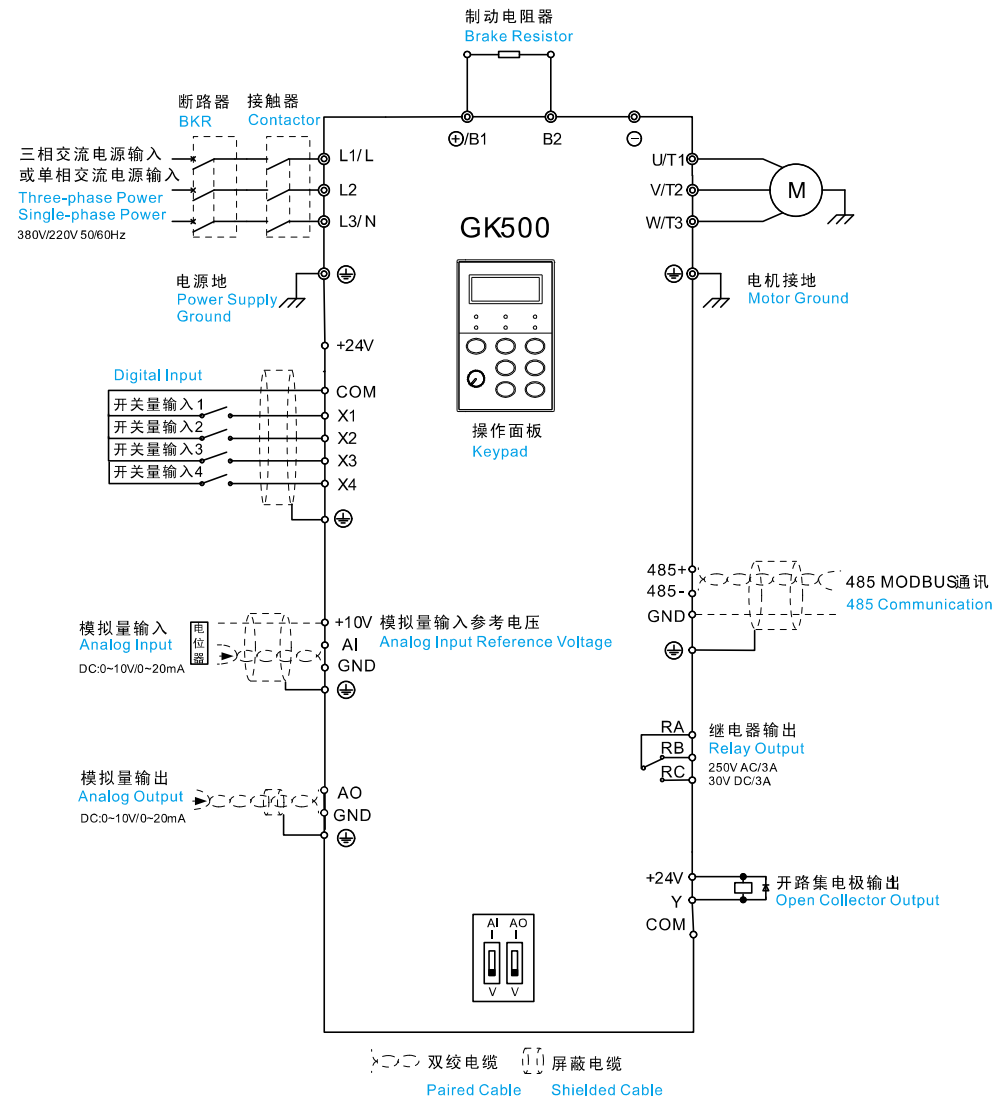 制动电阻器
Brake Resistor
断路器
BKR
接触器
Contactor
⊕/B1
B2
⊖
三相交流电源输入
或单相交流电源输入
Three-phase Power
Single-phase Power
380V/220V 50/60Hz
L1/L
L2
L3/N
U/T1
V/T2
W/T3
M
GK500
电源地
Power Supply
Ground
电机接地
Motor Ground
+24V
Digital Input
COM
开关量输入1
X1
开关量输入2
X2
开关量输入3
X3
开关量输入4
X4
操作面板
Keypad
485+
485-
GND
485 MODBUS通讯
485 Communication
模拟量输入
Analog Input
DC:0~10V/0~20mA
电位器
+10V
AI
GND
模拟量输入参考电压
Analog Input Reference Voltage
RA
RB
RC
继电器输出
Relay Output
250V AC/3A
30V DC/3A
模拟量输出
Analog Output
DC:0~10V/0~20mA
AO
GND
+24V
Y
COM
开路集电极输出
Open Collector Output
AI AO
I I
V V
双绞电缆
Paired Cable
屏蔽电缆
Shielded Cable